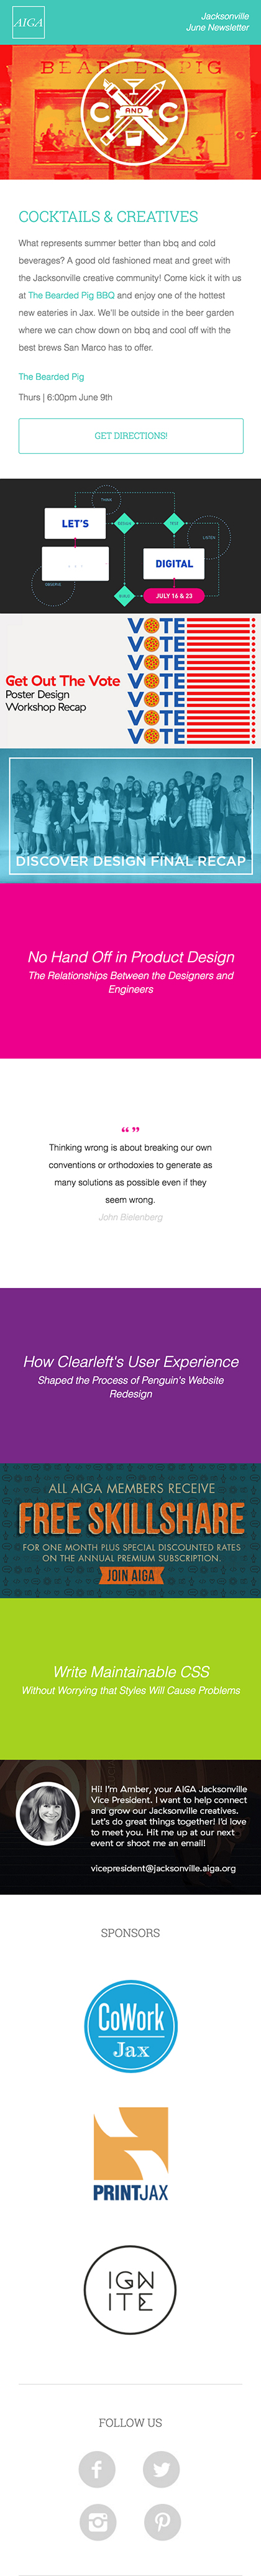 AIGA
Jacksonville
June Newsletter
BEARDED PIG
C AND C
COCKTAILS & CREATIVES
What represents summer better than bbq and cold
beverages? A good old fashioned meat and greet with
the Jacksonville creative community! Come kick it with us
at The Bearded Pig BBQ and enjoy one of the hottest
new eateries in Jax. We'll be outside in the beer garden
where we can chow down on bbq and cool off with the
best brews San Marco has to offer.
The Bearded Pig
Thurs | 6:00pm June 9th
GET DIRECTIONS!
THINK
LET'S
DESIGN
TEST
LISTEN
...
DIGITAL
OBSERVE
MAKE
JULY 16 & 23
VOTE
VOTE
VOTE
Get Out The Vote
Poster Design
Workshop Recap
VOTE
VOTE
VOTE
VOTE
DISCOVER DESIGN FINAL RECAP
No Hand Off in Product Design
The Relationships Between the Designers and
Engineers
“ ”
Thinking wrong is about breaking our own
conventions or orthodoxies to generate as
many solutions as possible even if they
seem wrong.
John Bielenberg
How Clearleft's User Experience
Shaped the Process of Penguin's Website
Redesign
ALL AIGA MEMBERS RECEIVE
FREE SKILLSHARE
FOR ONE MONTH PLUS SPECIAL DISCOUNTED RATES
ON THE ANNUAL PREMIUM SUBSCRIPTION.
JOIN AIGA
Write Maintainable CSS
Without Worrying that Styles Will Cause Problems
Hi! I'm Amber, your AIGA Jacksonville
Vice President. I want to help connect
and grow our Jacksonville creatives.
Let's do great things together! I'd love
to meet you. Hit me up at our next
event or shoot me an email!
vicepresident@jacksonville.aiga.org
SPONSORS
CoWork
Jax
PRINTJAX
IGN
ITE
FOLLOW US